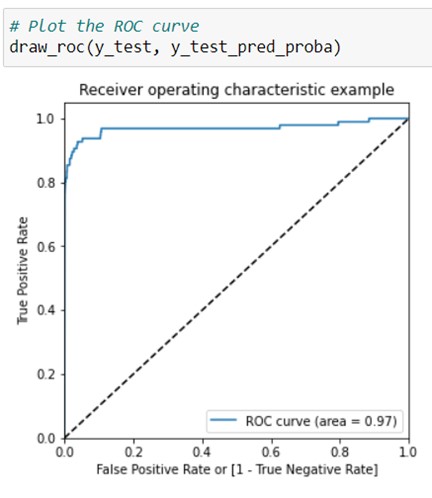 # Plot the ROC curve
draw_roc(y_test, y_test_pred_proba)
Receiver operating characteristic example
1.0
0.8
0.6
0.4
0.2
0.0
True Positive Rate
ROC curve (area = 0.97)
0.0 0.2 0.4 0.6 0.8 1.0
False Positive Rate or [1 - True Negative Rate]